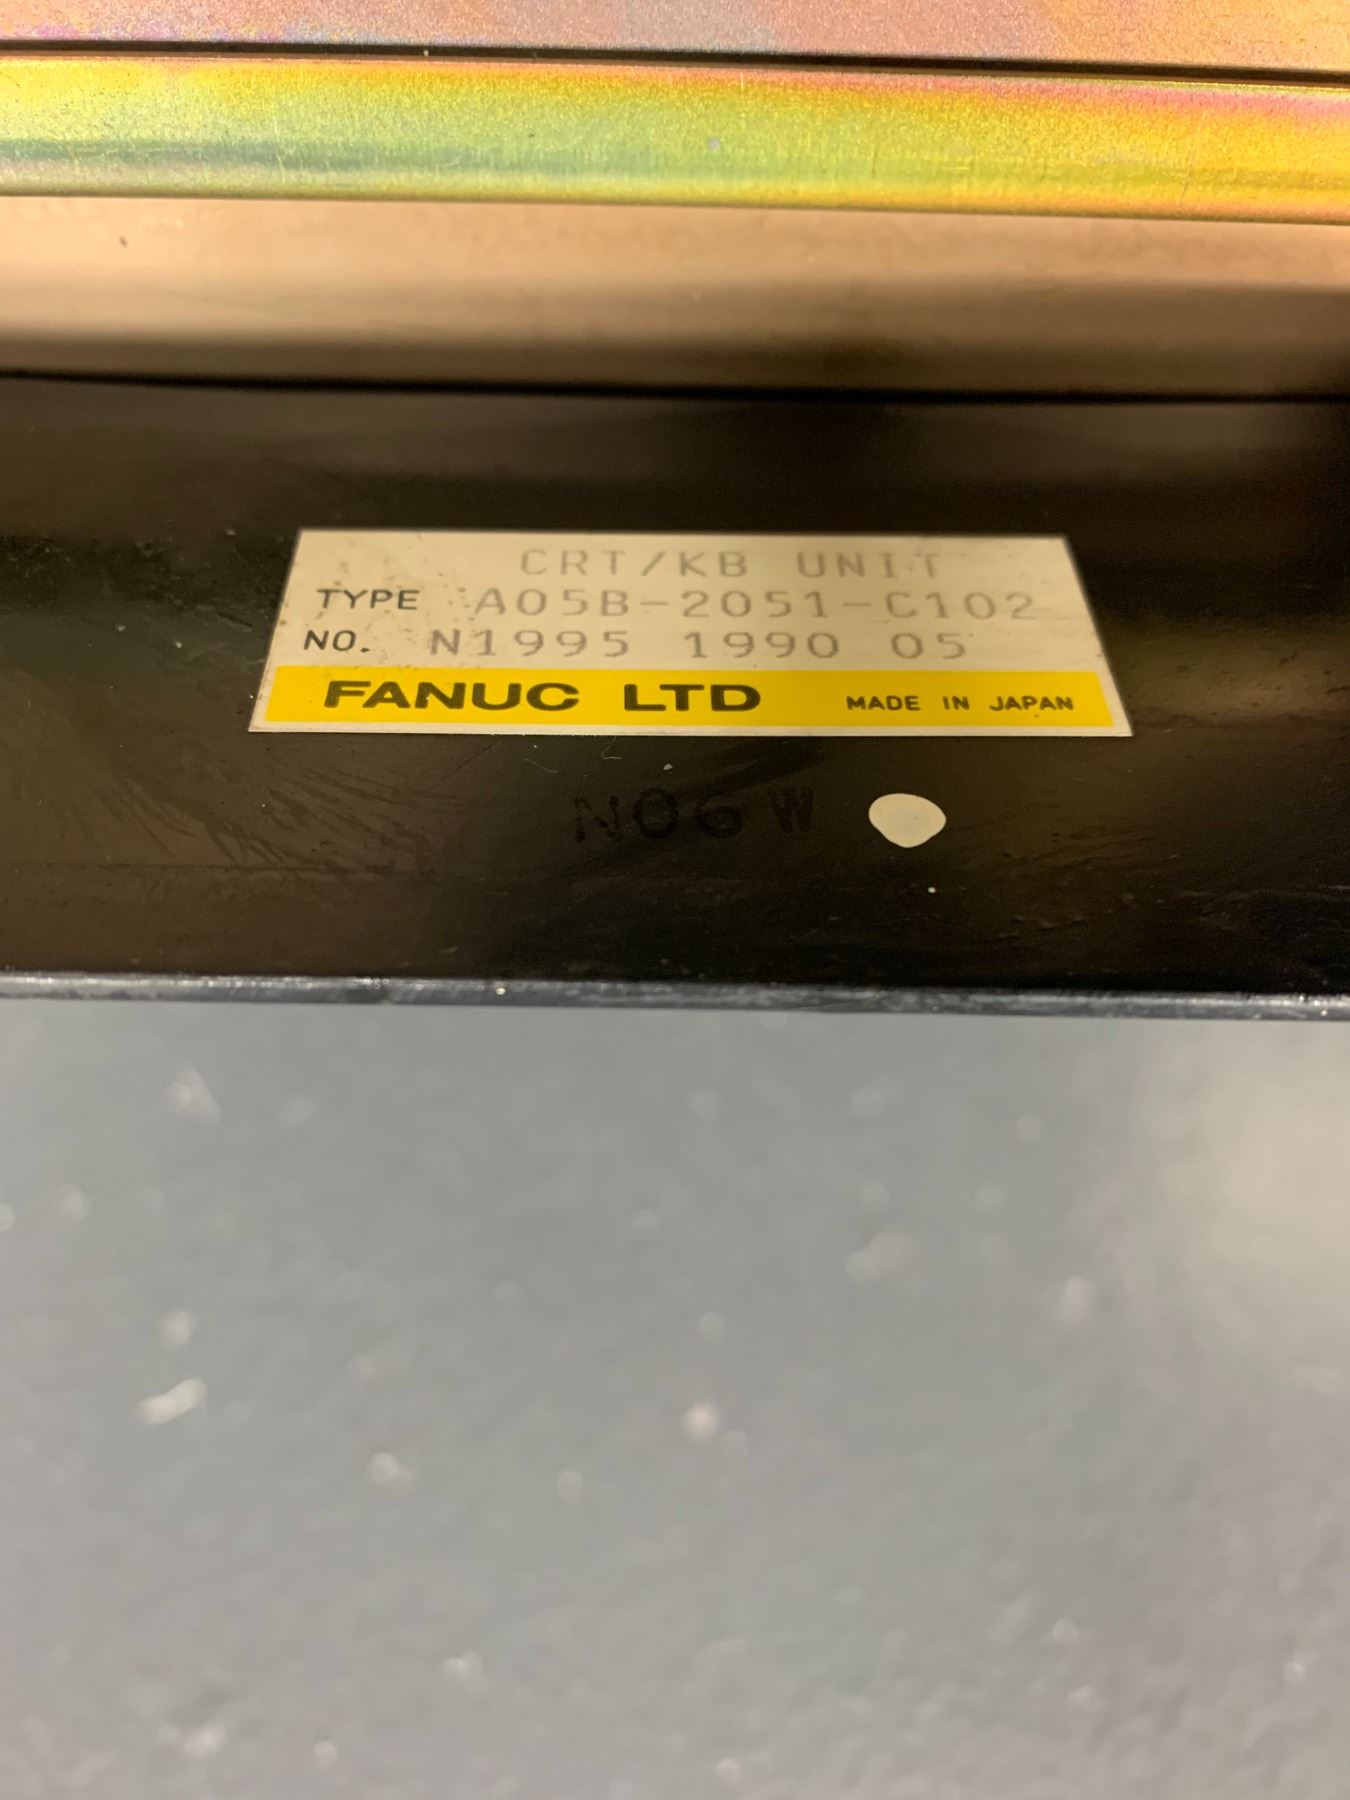 CRT/KB UNIT
TYPE A05B-2051-C102
NO. N1995 1990 05
FANUC LTD MADE IN JAPAN
N06W